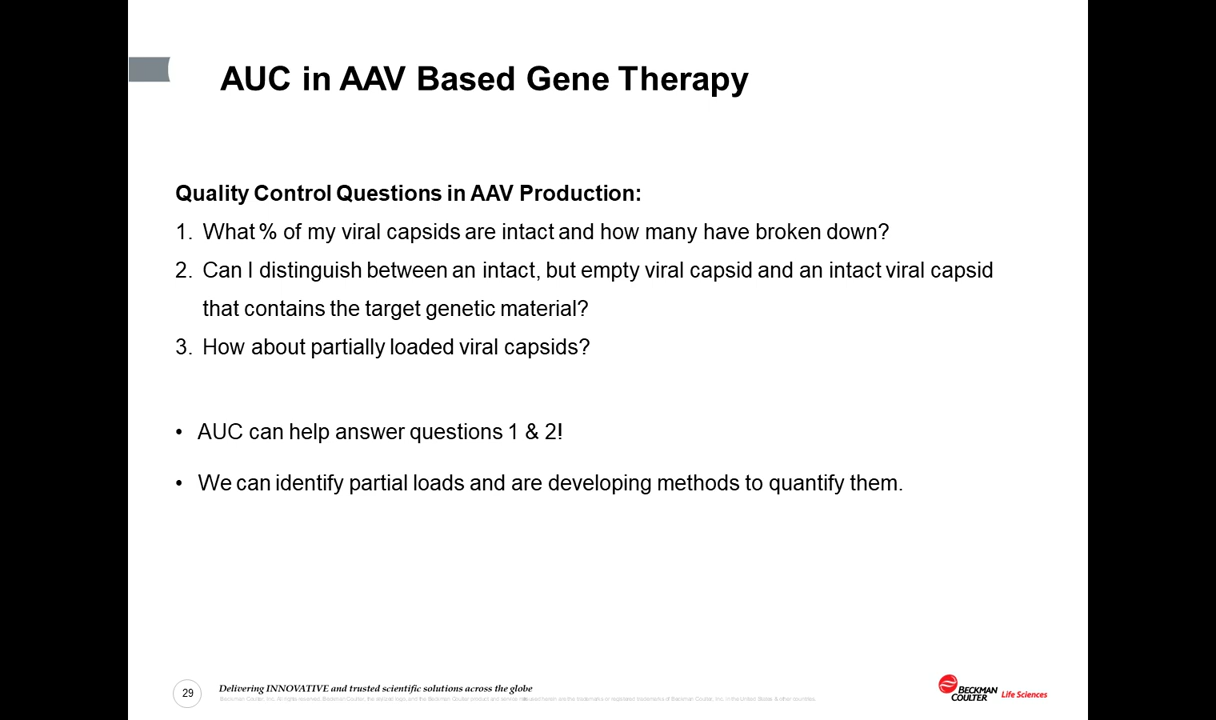 AUC in AAV Based Gene Therapy
Quality Control Questions in AAV Production:
1. What % of my viral capsids are intact and how many have broken down?
2. Can I distinguish between an intact, but empty viral capsid and an intact viral capsid
that contains the target genetic material?
3. How about partially loaded viral capsids?
• AUC can help answer questions 1 & 2!
• We can identify partial loads and are developing methods to quantify them.
29
Delivering INNOVATIVE and trusted scientific solutions across the globe
BECKMAN
COULTER Life Sciences